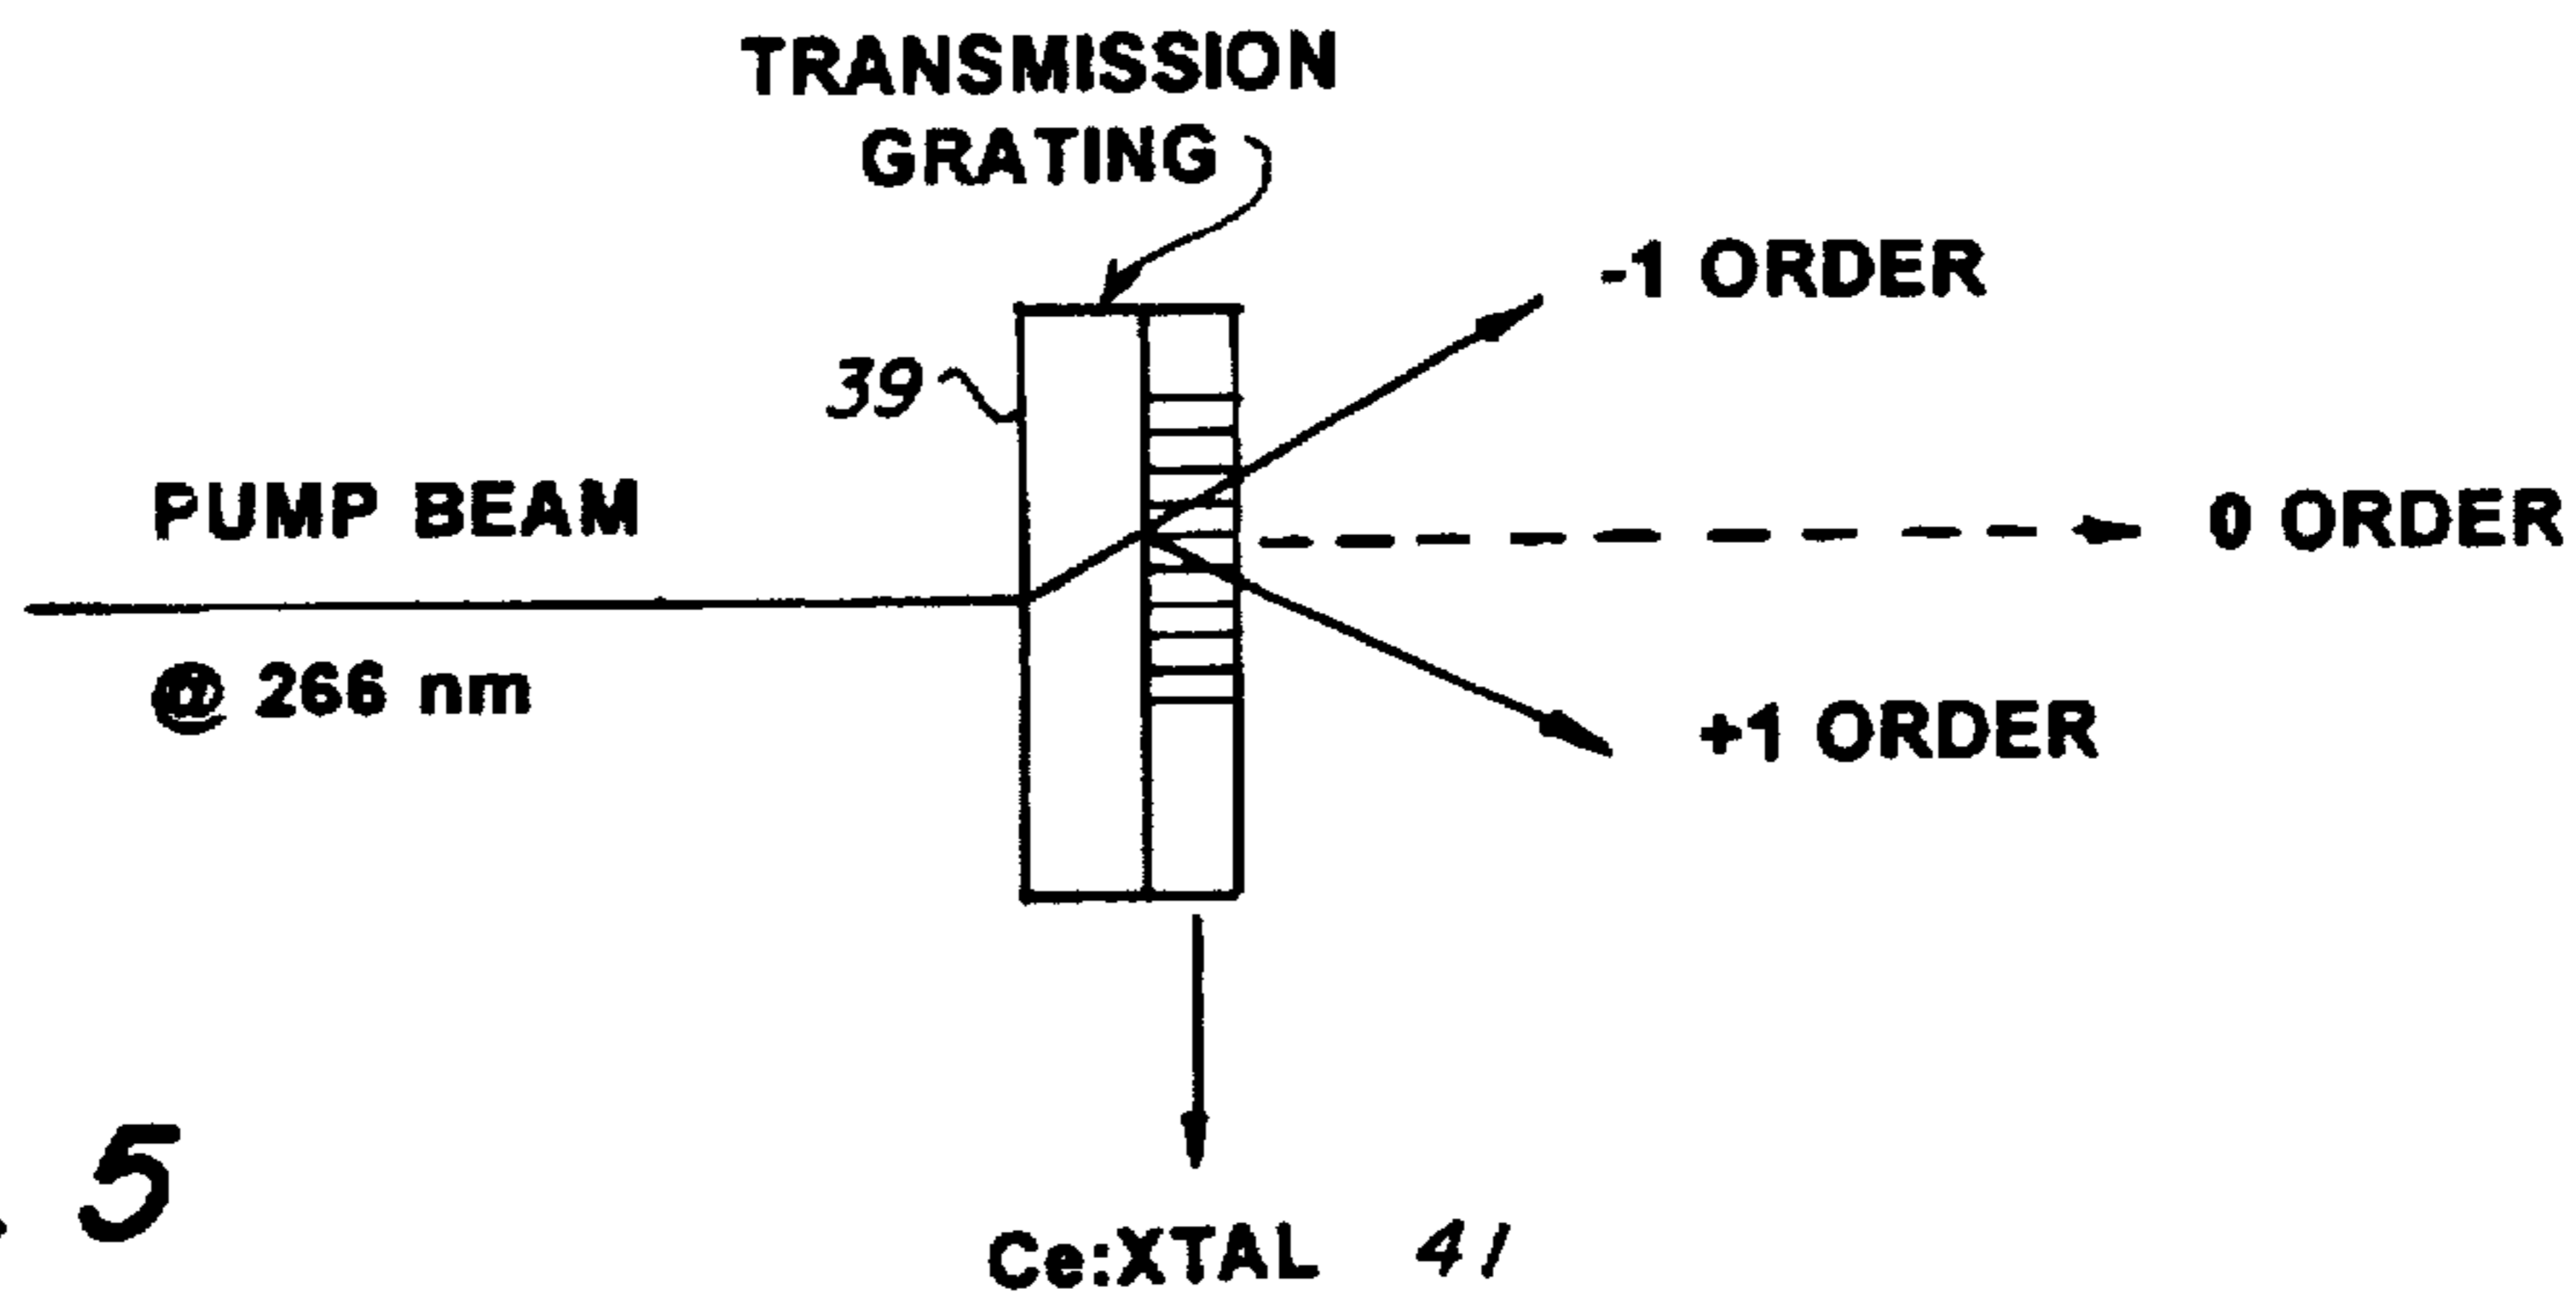 TRANSMISSION
GRATING
-1 ORDER
39
PUMP BEAM
0 ORDER
@ 266 nm
+1 ORDER
5
Ce:XTAL 41